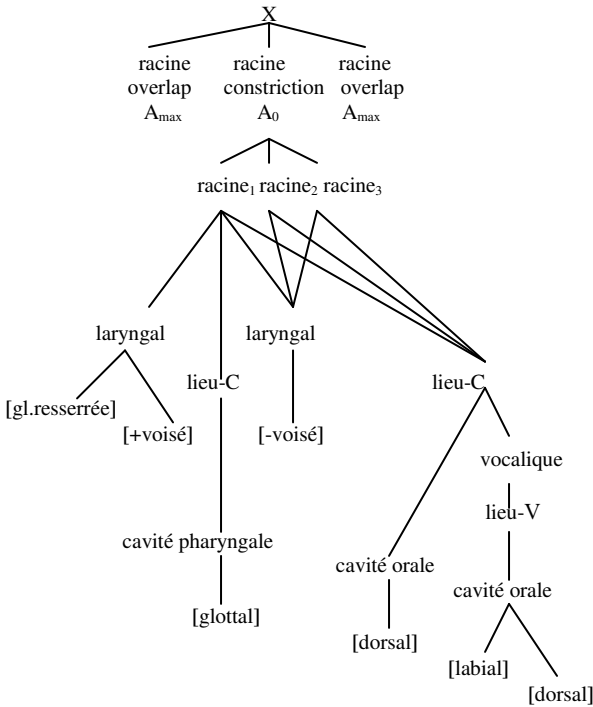 X
racine racine racine
overlap constriction overlap
Amax A0 Amax
racine1 racine2 racine3
laryngal laryngal
lieu-C lieu-C
[gl.resserrée]
[+voisé] [-voisé]
vocalique
lieu-V
cavité pharyngale
cavité orale
cavité orale
[glottal]
[dorsal]
[labial]
[dorsal]